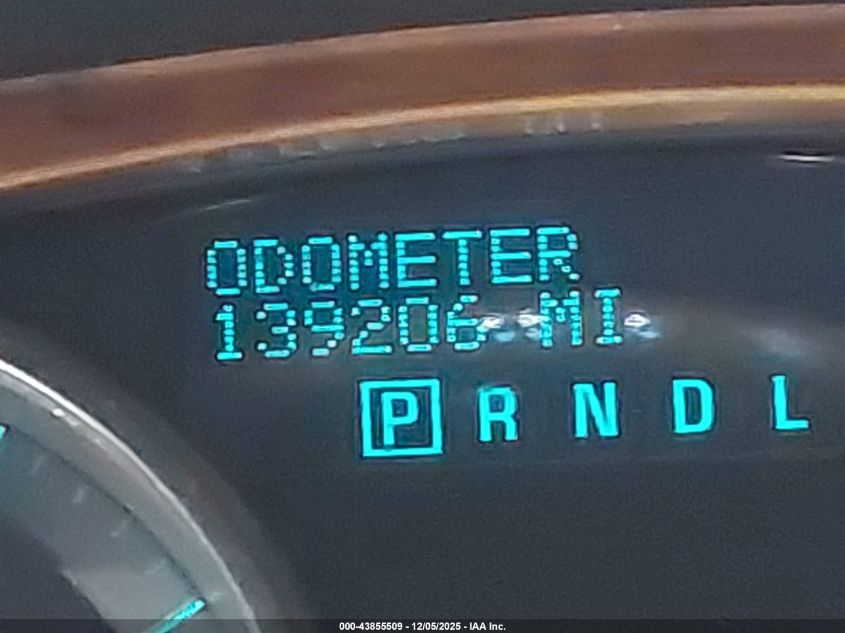 ODOMETER
139206 MI
P R N D L
000-43855509 - 12/05/2025 - IAA Inc.